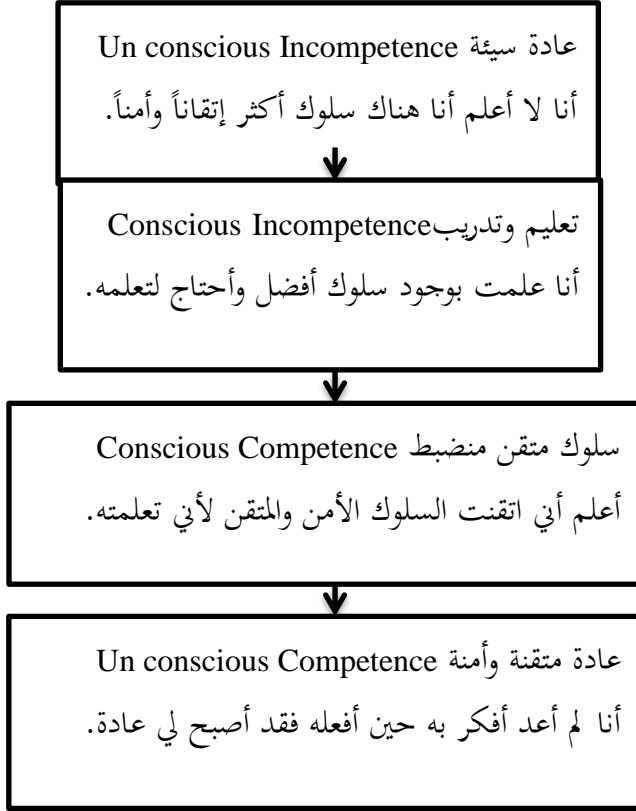 عادة سيئة Un conscious Incompetence
أنا لا أعلم أنا هناك سلوك أكثر إتقاناً وأمناً.
تعليم وتدريبConscious Incompetence
أنا علمت بوجود سلوك أفضل وأحتاج لتعلمه.
سلوك متقن منضبط Conscious Competence
أعلم أني اتقنت السلوك الأمن والمتقن لأني تعلمته.
عادة متقنة وأمنة Un conscious Competence
أنا لم أعد أفكر به حين أفعله فقد أصبح لي عادة.